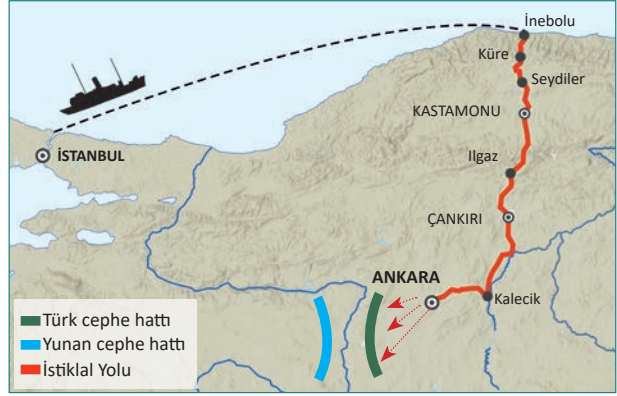 İnebolu
Küre
Seydiler
KASTAMONU
İSTANBUL
Ilgaz
ÇANKIRI
ANKARA
Kalecik
Türk cephe hattı
Yunan cephe hattı
İstiklal Yolu